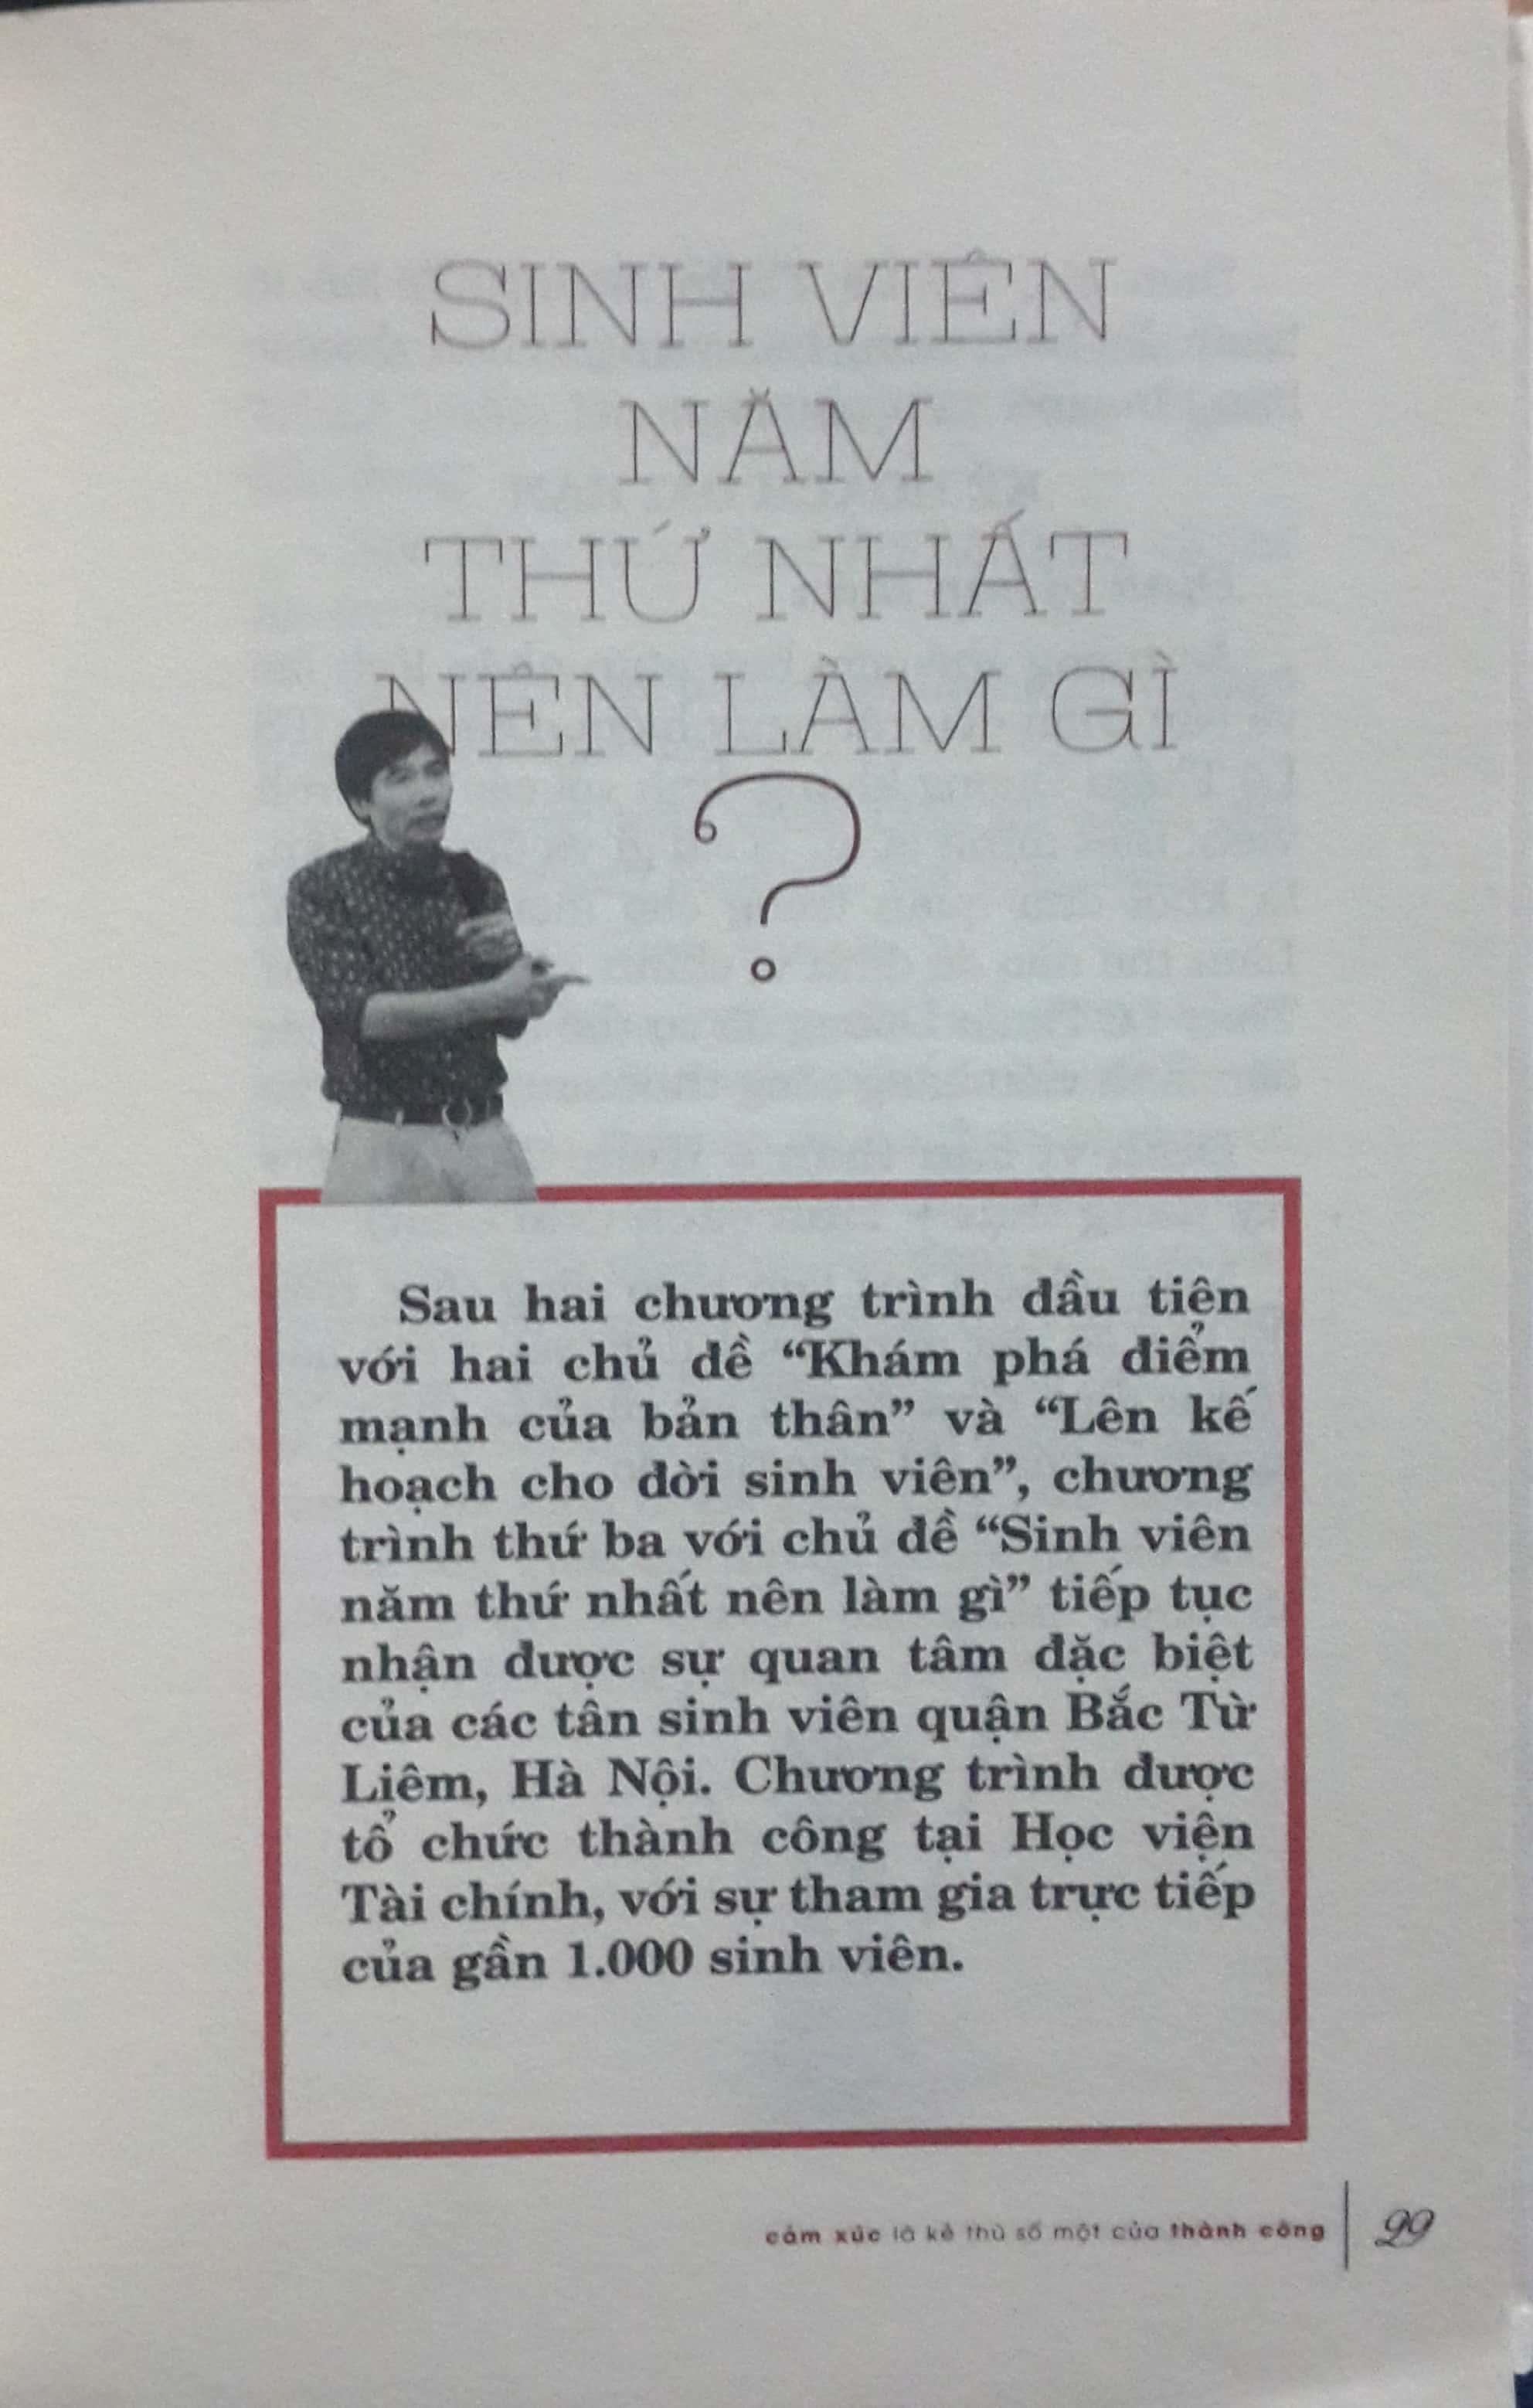 SINH VIÊN
NĂM
THỨ NHẤT
NÊN LÀM GÌ
?
Sau hai chương trình đầu tiên
với hai chủ đề “Khám phá điểm
mạnh của bản thân” và “Lên kế
hoạch cho đời sinh viên”, chương
trình thứ ba với chủ đề “Sinh viên
năm thứ nhất nên làm gì” tiếp tục
nhận được sự quan tâm đặc biệt
của các tân sinh viên quận Bắc Từ
Liêm, Hà Nội. Chương trình được
tổ chức thành công tại Học viện
Tài chính, với sự tham gia trực tiếp
của gần 1.000 sinh viên.
cảm xúc là kẻ thù số một của thành công 99